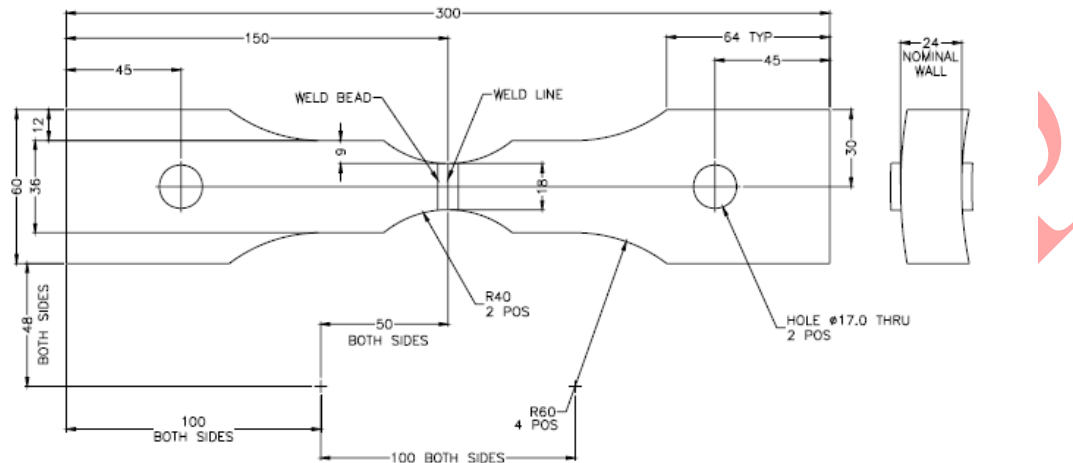 300
150
64 TYP
24
NOMINAL
WALL
45
45
WELD BEAD
WELD LINE
12
9
30
60
36
18
R40
2 POS
HOLE ø17.0 THRU
2 POS
48
BOTH SIDES
50
BOTH SIDES
R60
4 POS
100
BOTH SIDES
100 BOTH SIDES